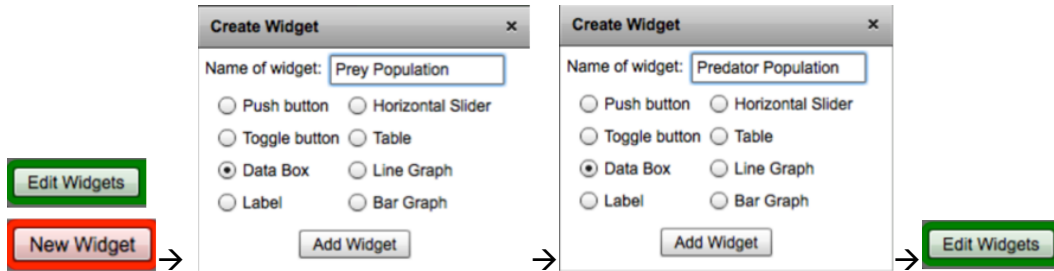 Edit Widgets
New Widget
→
Create Widget ×
Name of widget: Prey Population
Push button Horizontal Slider
Toggle button Table
Data Box Line Graph
Label Bar Graph
Add Widget
→
Create Widget ×
Name of widget: Predator Population
Push button Horizontal Slider
Toggle button Table
Data Box Line Graph
Label Bar Graph
Add Widget
→
Edit Widgets